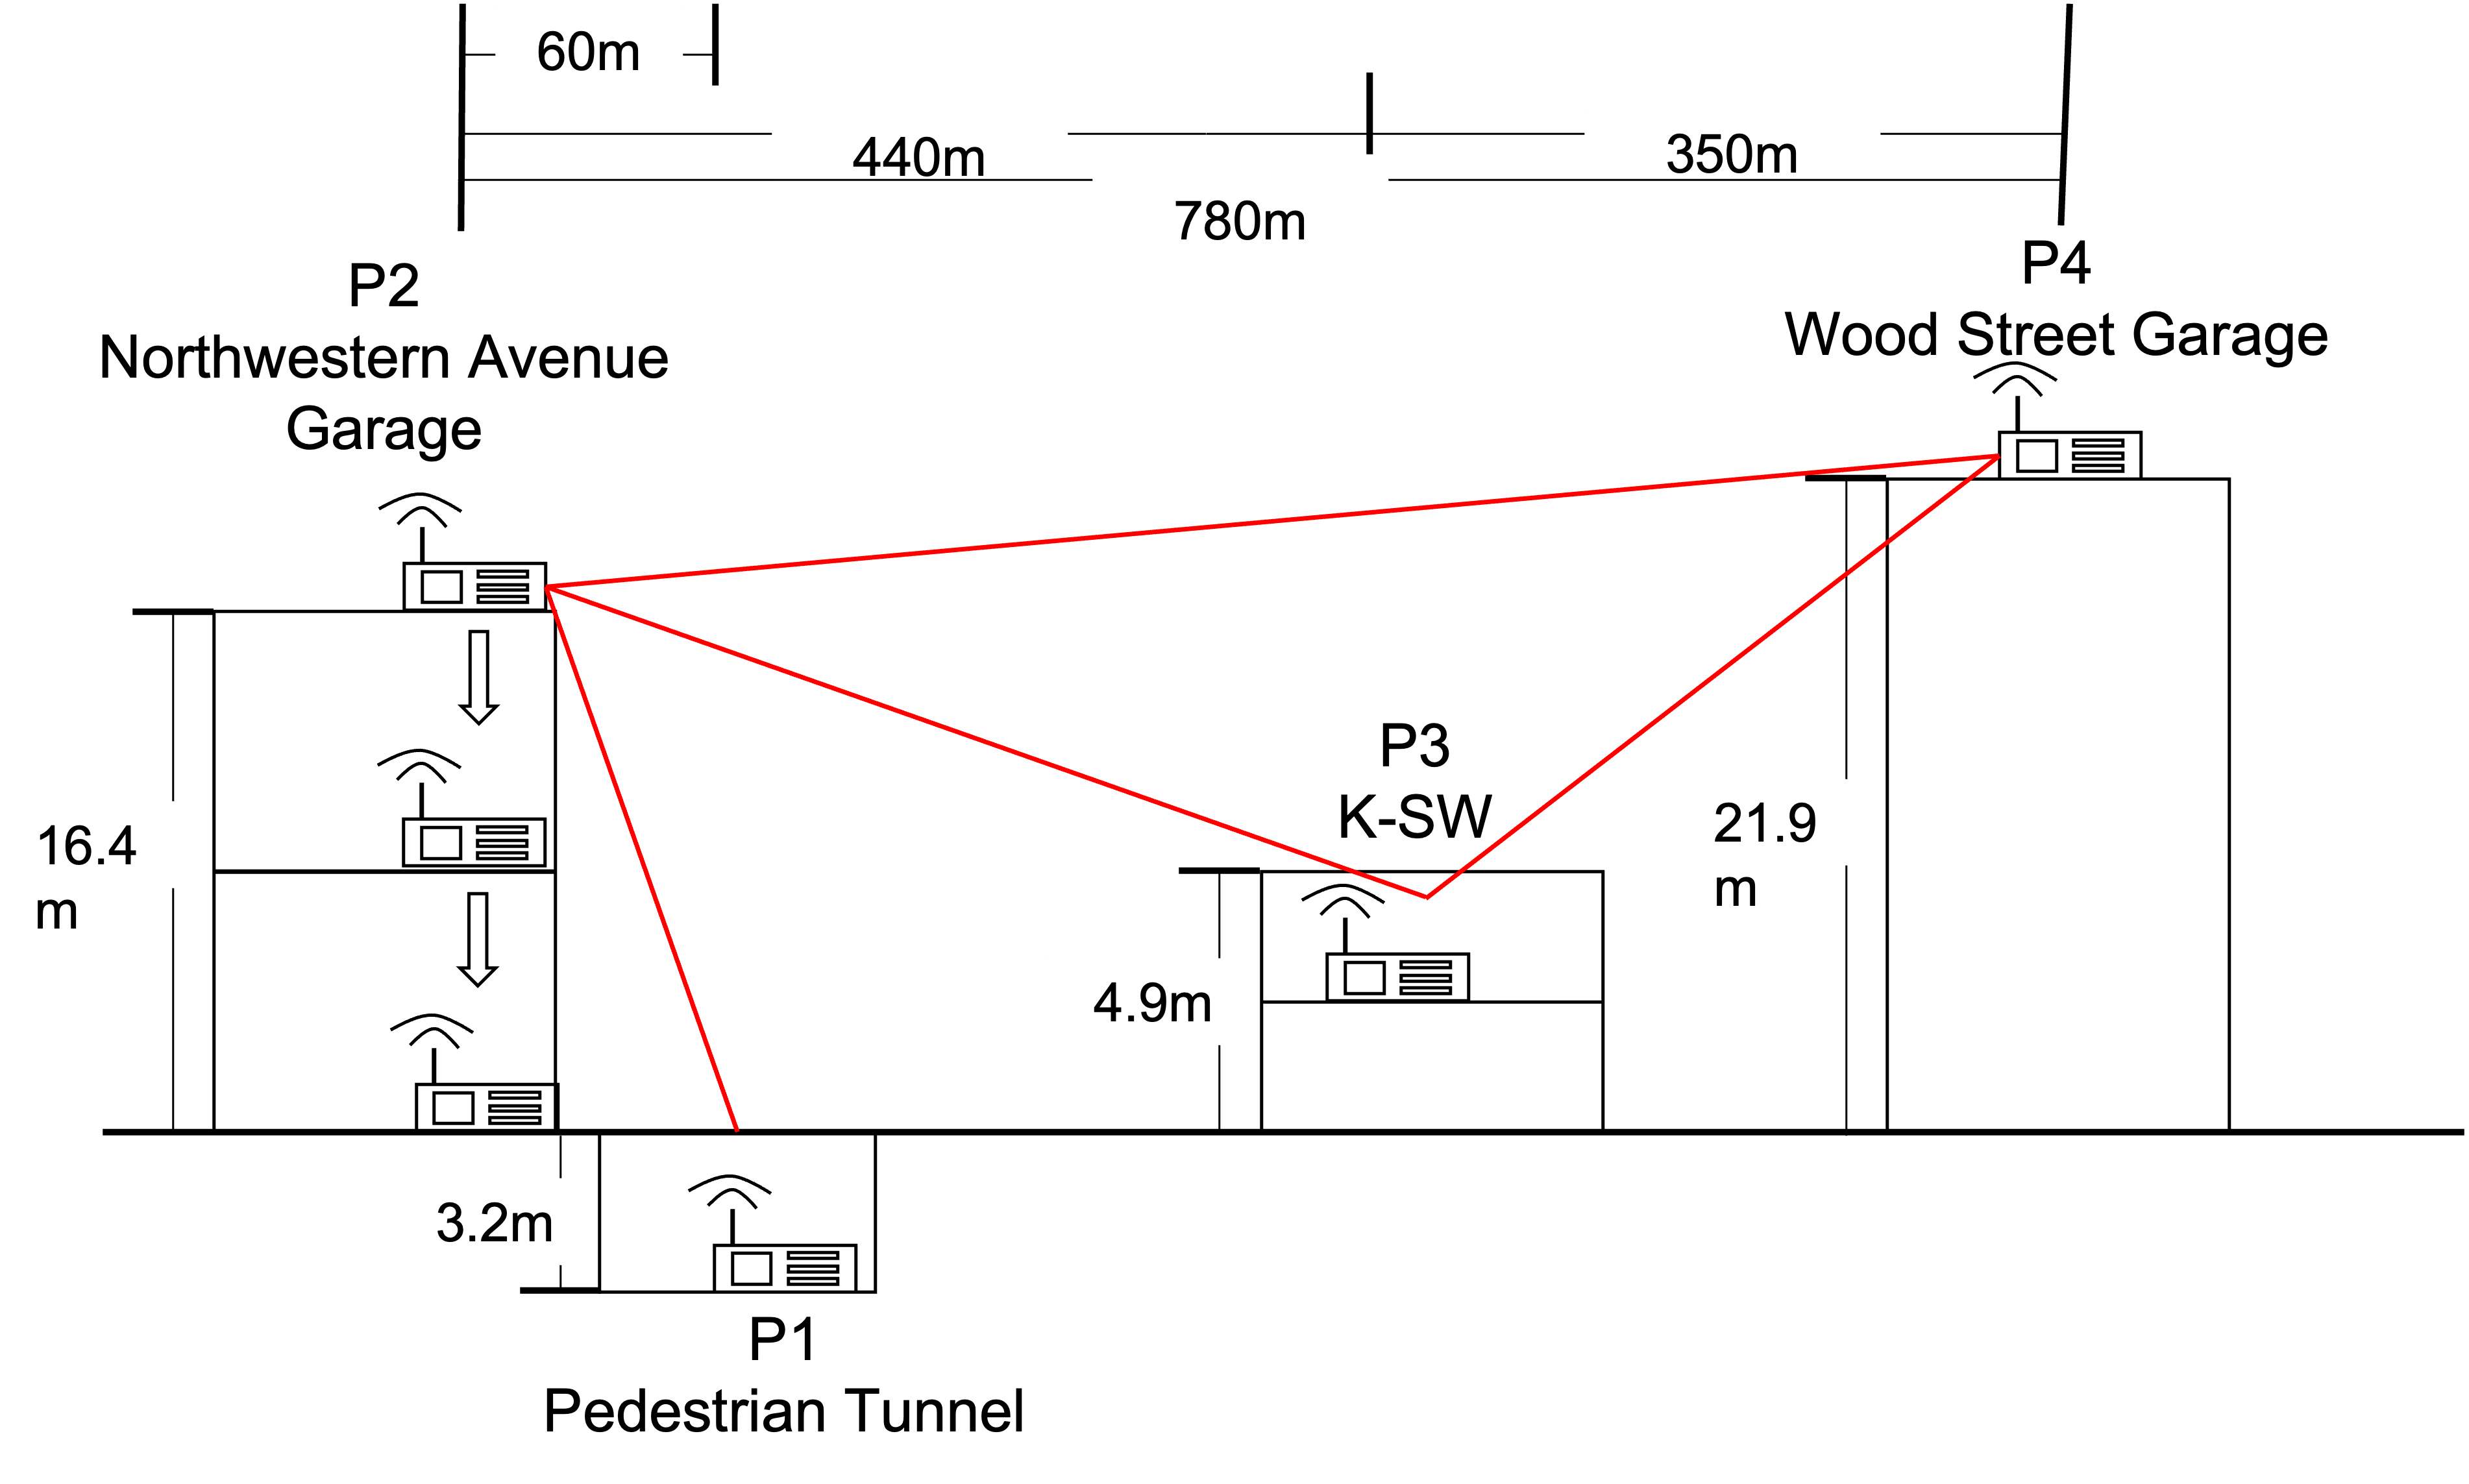 60m
440m
350m
780m
P2
Northwestern Avenue
Garage
P4
Wood Street Garage
P3
K-SW
16.4
m
21.9
m
4.9m
3.2m
P1
Pedestrian Tunnel